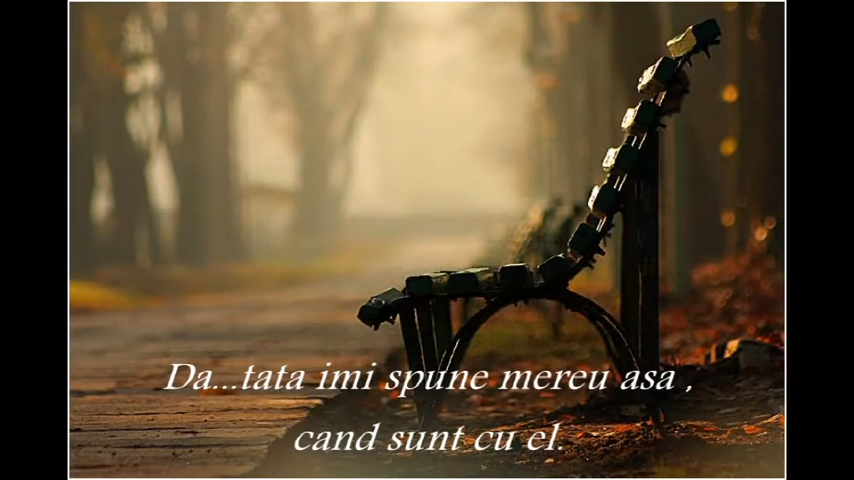 Da...tata imi spune mereu asa ,
cand sunt cu el.